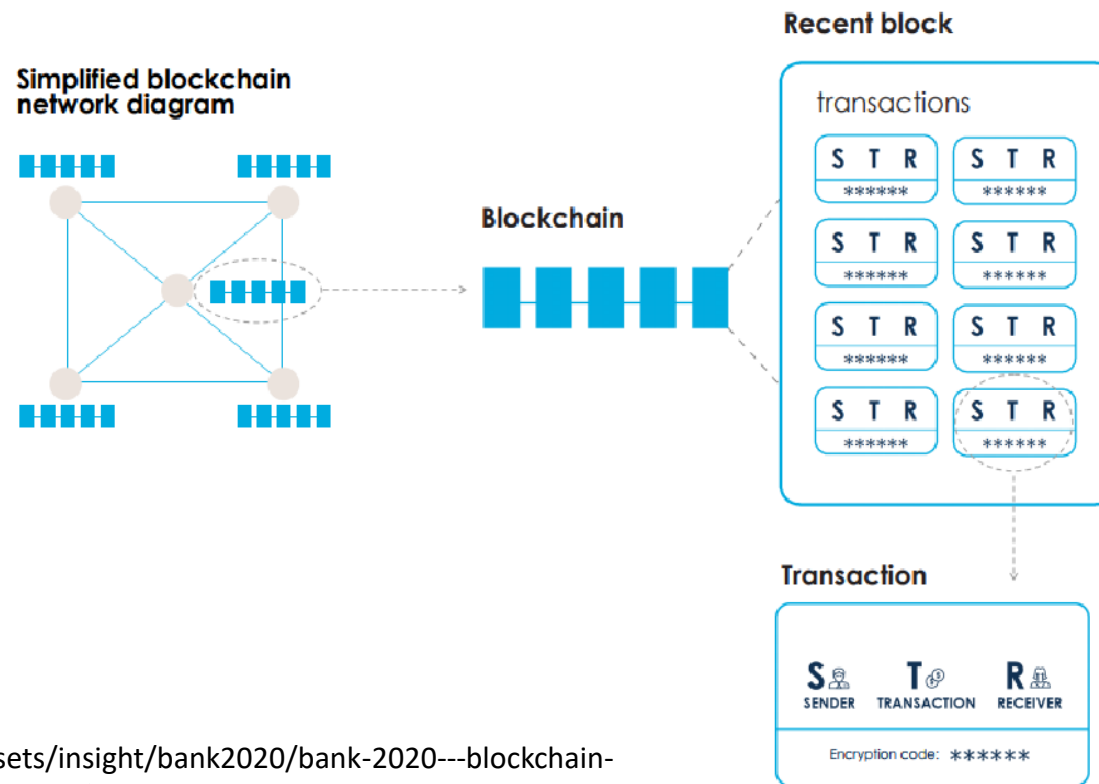 Recent block
Simplified blockchain
network diagram
transactions
S T R
******
S T R
******
S T R
******
S T R
******
S T R
******
S T R
******
S T R
******
S T R
******
Blockchain
Transaction
S T R
SENDER TRANSACTION RECEIVER
Encryption code: ******
sets/insight/bank2020/bank-2020---blockchain-